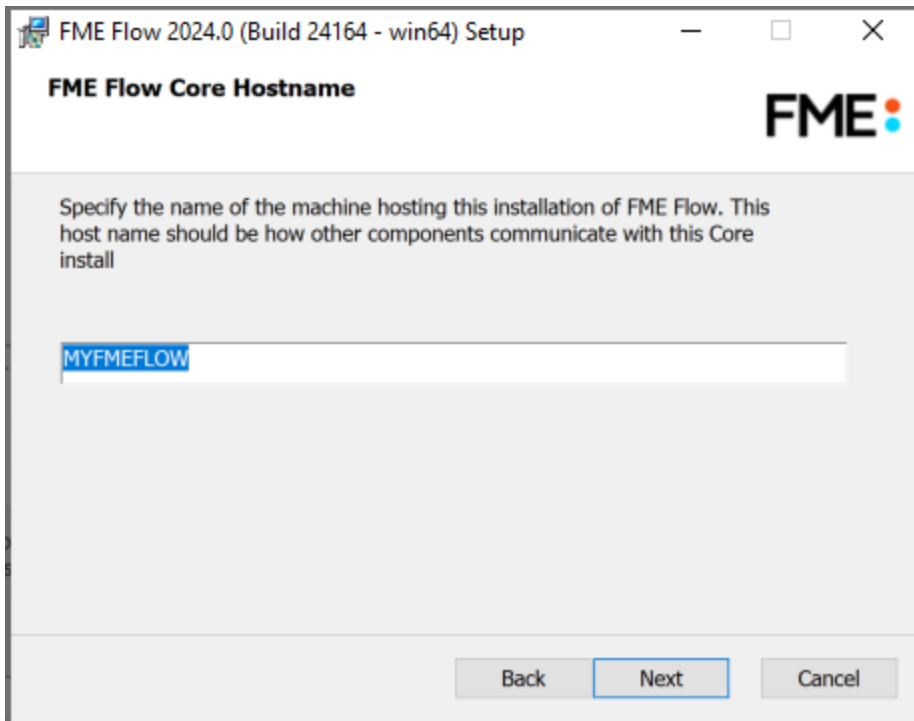 FME Flow 2024.0 (Build 24164 - win64) Setup
FME Flow Core Hostname
FME
Specify the name of the machine hosting this installation of FME Flow. This
host name should be how other components communicate with this Core
install
MYFMEFLOW
Back Next Cancel